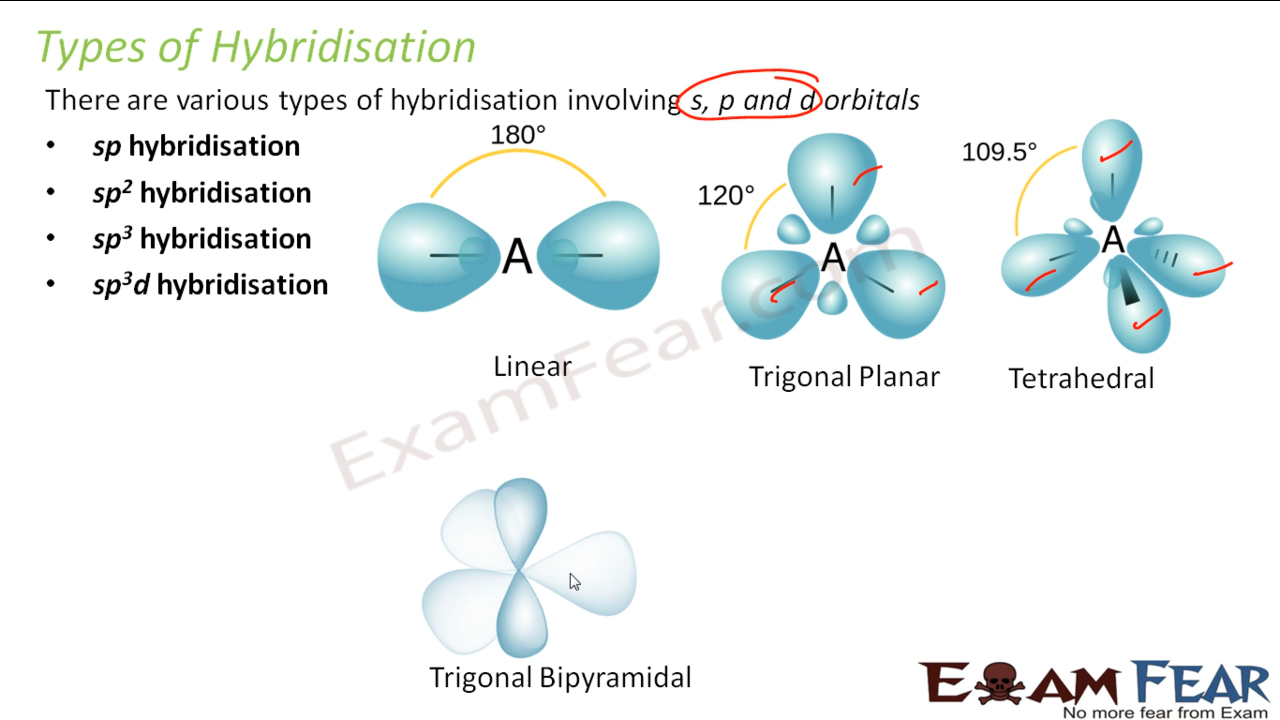 Types of Hybridisation
There are various types of hybridisation involving s, p and d orbitals
• sp hybridisation
• sp² hybridisation
• sp³ hybridisation
• sp³d hybridisation
180°
A
Linear
120°
A
Trigonal Planar
109.5°
A
Tetrahedral
ExamFear.com
Trigonal Bipyramidal
EXAM FEAR
No more fear from Exam